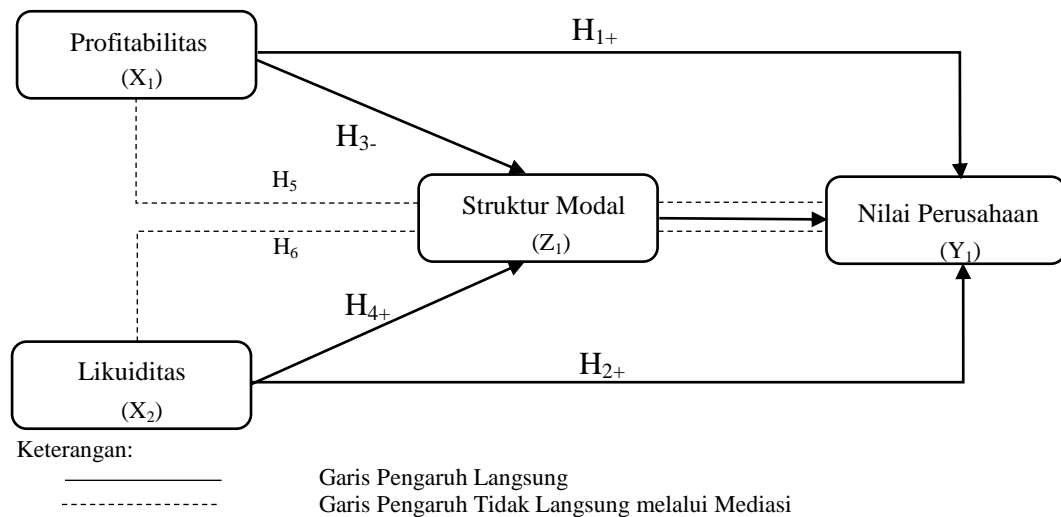 Profitabilitas
(X₁)
H₁₊
H₃₋
H₅
Struktur Modal
(Z₁)
Nilai Perusahaan
(Y₁)
H₆
H₄₊
Likuiditas
(X₂)
H₂₊
Keterangan:
Garis Pengaruh Langsung
Garis Pengaruh Tidak Langsung melalui Mediasi